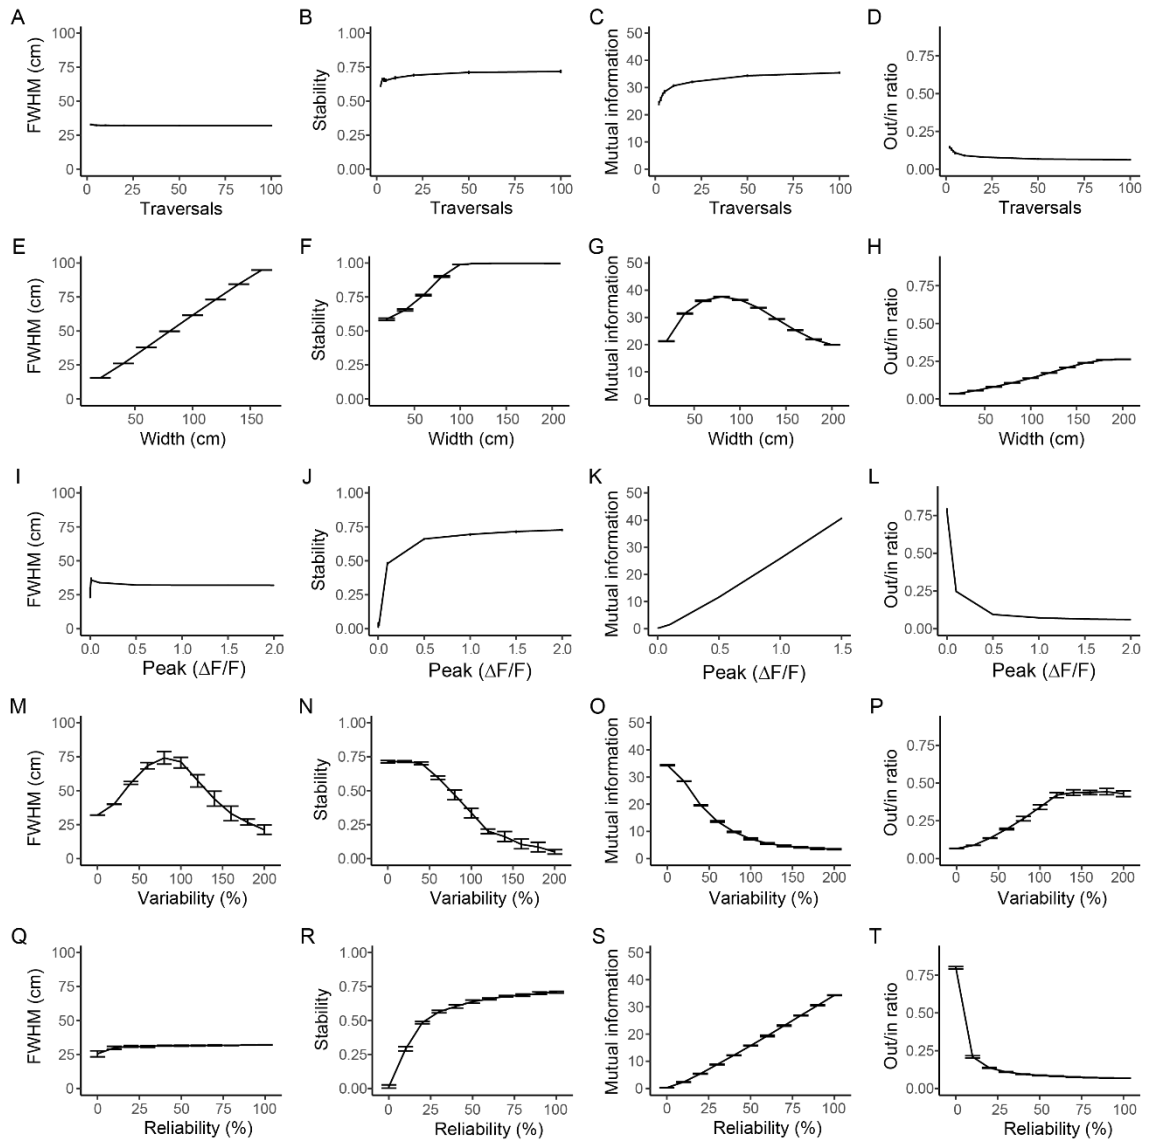 A B C D
FWHM (cm)
100
75
50
25
0
0 25 50 75 100
Traversals
Stability
1.00
0.75
0.50
0.25
0.00
0 25 50 75 100
Traversals
Mutual information
50
40
30
20
10
0
0 25 50 75 100
Traversals
Out/in ratio
0.75
0.50
0.25
0.00
0 25 50 75 100
Traversals
E F G H
FWHM (cm)
100
75
50
25
0
50 100 150
Width (cm)
Stability
1.00
0.75
0.50
0.25
0.00
50 100 150 200
Width (cm)
Mutual information
50
40
30
20
10
0
50 100 150 200
Width (cm)
Out/in ratio
0.75
0.50
0.25
0.00
50 100 150 200
Width (cm)
I J K L
FWHM (cm)
100
75
50
25
0
0.0 0.5 1.0 1.5 2.0
Peak (ΔF/F)
Stability
1.00
0.75
0.50
0.25
0.00
0.0 0.5 1.0 1.5 2.0
Peak (ΔF/F)
Mutual information
50
40
30
20
10
0
0.0 0.5 1.0 1.5
Peak (ΔF/F)
Out/in ratio
0.75
0.50
0.25
0.00
0.0 0.5 1.0 1.5 2.0
Peak (ΔF/F)
M N O P
FWHM (cm)
100
75
50
25
0
0 50 100 150 200
Variability (%)
Stability
1.00
0.75
0.50
0.25
0.00
0 50 100 150 200
Variability (%)
Mutual information
50
40
30
20
10
0
0 50 100 150 200
Variability (%)
Out/in ratio
0.75
0.50
0.25
0.00
0 50 100 150 200
Variability (%)
Q R S T
FWHM (cm)
100
75
50
25
0
0 25 50 75 100
Reliability (%)
Stability
1.00
0.75
0.50
0.25
0.00
0 25 50 75 100
Reliability (%)
Mutual information
50
40
30
20
10
0
0 25 50 75 100
Reliability (%)
Out/in ratio
0.75
0.50
0.25
0.00
0 25 50 75 100
Reliability (%)